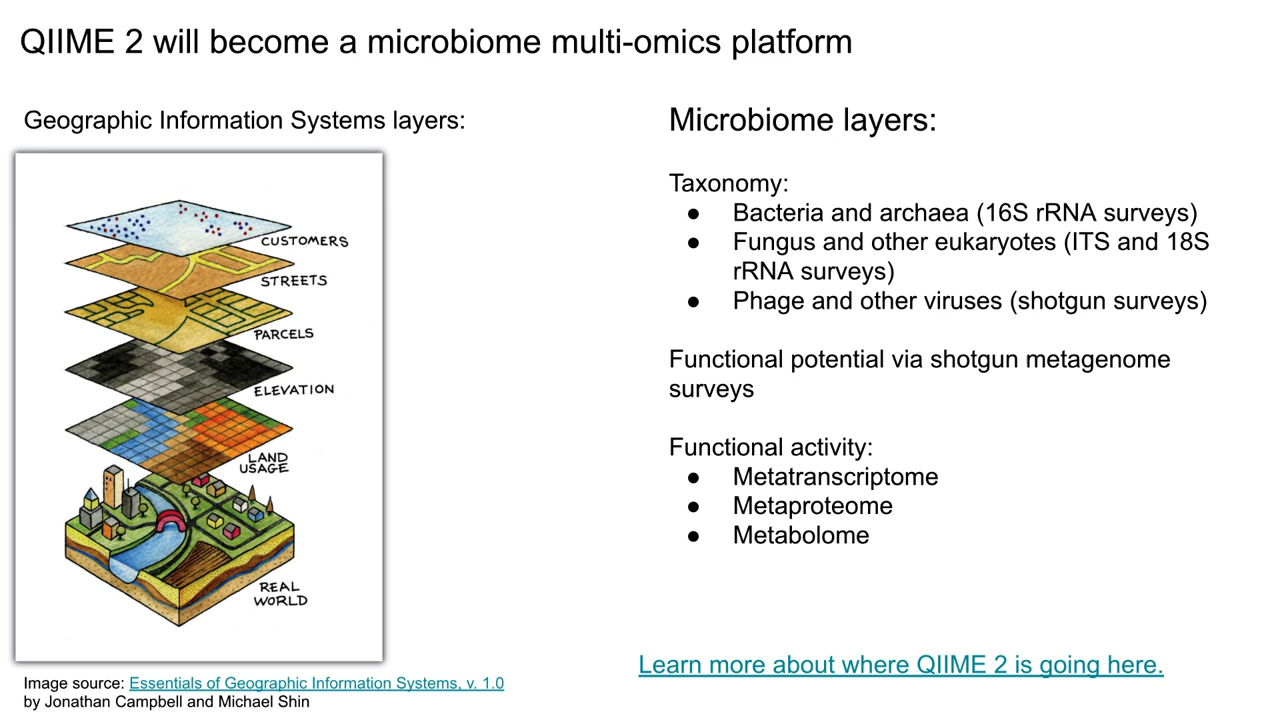 QIIME 2 will become a microbiome multi-omics platform
Geographic Information Systems layers:
CUSTOMERS
STREETS
PARCELS
ELEVATION
LAND
USAGE
REAL
WORLD
Image source: Essentials of Geographic Information Systems, v. 1.0
by Jonathan Campbell and Michael Shin
Microbiome layers:
Taxonomy:
● Bacteria and archaea (16S rRNA surveys)
● Fungus and other eukaryotes (ITS and 18S
rRNA surveys)
● Phage and other viruses (shotgun surveys)
Functional potential via shotgun metagenome
surveys
Functional activity:
● Metatranscriptome
● Metaproteome
● Metabolome
Learn more about where QIIME 2 is going here.